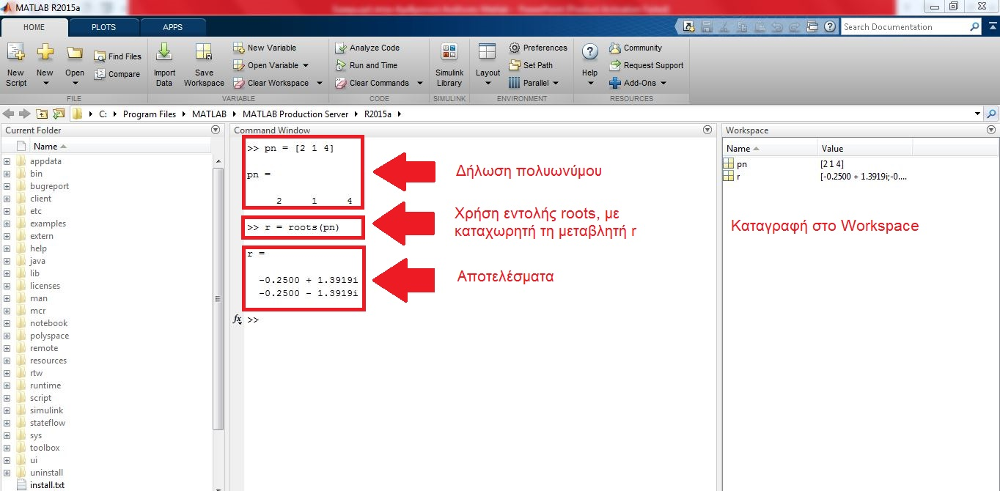 MATLAB R2015a
HOME PLOTS APPS
Search Documentation
New Script
New
Open
Find Files
Compare
FILE
Import Data
Save Workspace
New Variable
Open Variable
Clear Workspace
VARIABLE
Analyze Code
Run and Time
Clear Commands
CODE
Simulink Library
SIMULINK
Layout
Preferences
Set Path
Parallel
ENVIRONMENT
Help
Community
Request Support
Add-Ons
RESOURCES
C: Program Files MATLAB MATLAB Production Server R2015a
Current Folder
Name
appdata
bin
bugreport
client
etc
examples
extern
help
java
lib
licenses
man
mcr
notebook
polyspace
remote
resources
rtw
runtime
script
simulink
stateflow
sys
toolbox
ui
uninstall
install.txt
Command Window
>> pn = [2 1 4]
pn =
2 1 4
>> r = roots(pn)
r =
-0.2500 + 1.3919i
-0.2500 - 1.3919i
fx >>
Δήλωση πολυωνύμου
Χρήση εντολής roots, με
καταχωρητή τη μεταβλητή r
Αποτελέσματα
Workspace
Name Value
pn [2 1 4]
r [-0.2500 + 1.3919i;-0....
Καταγραφή στο Workspace